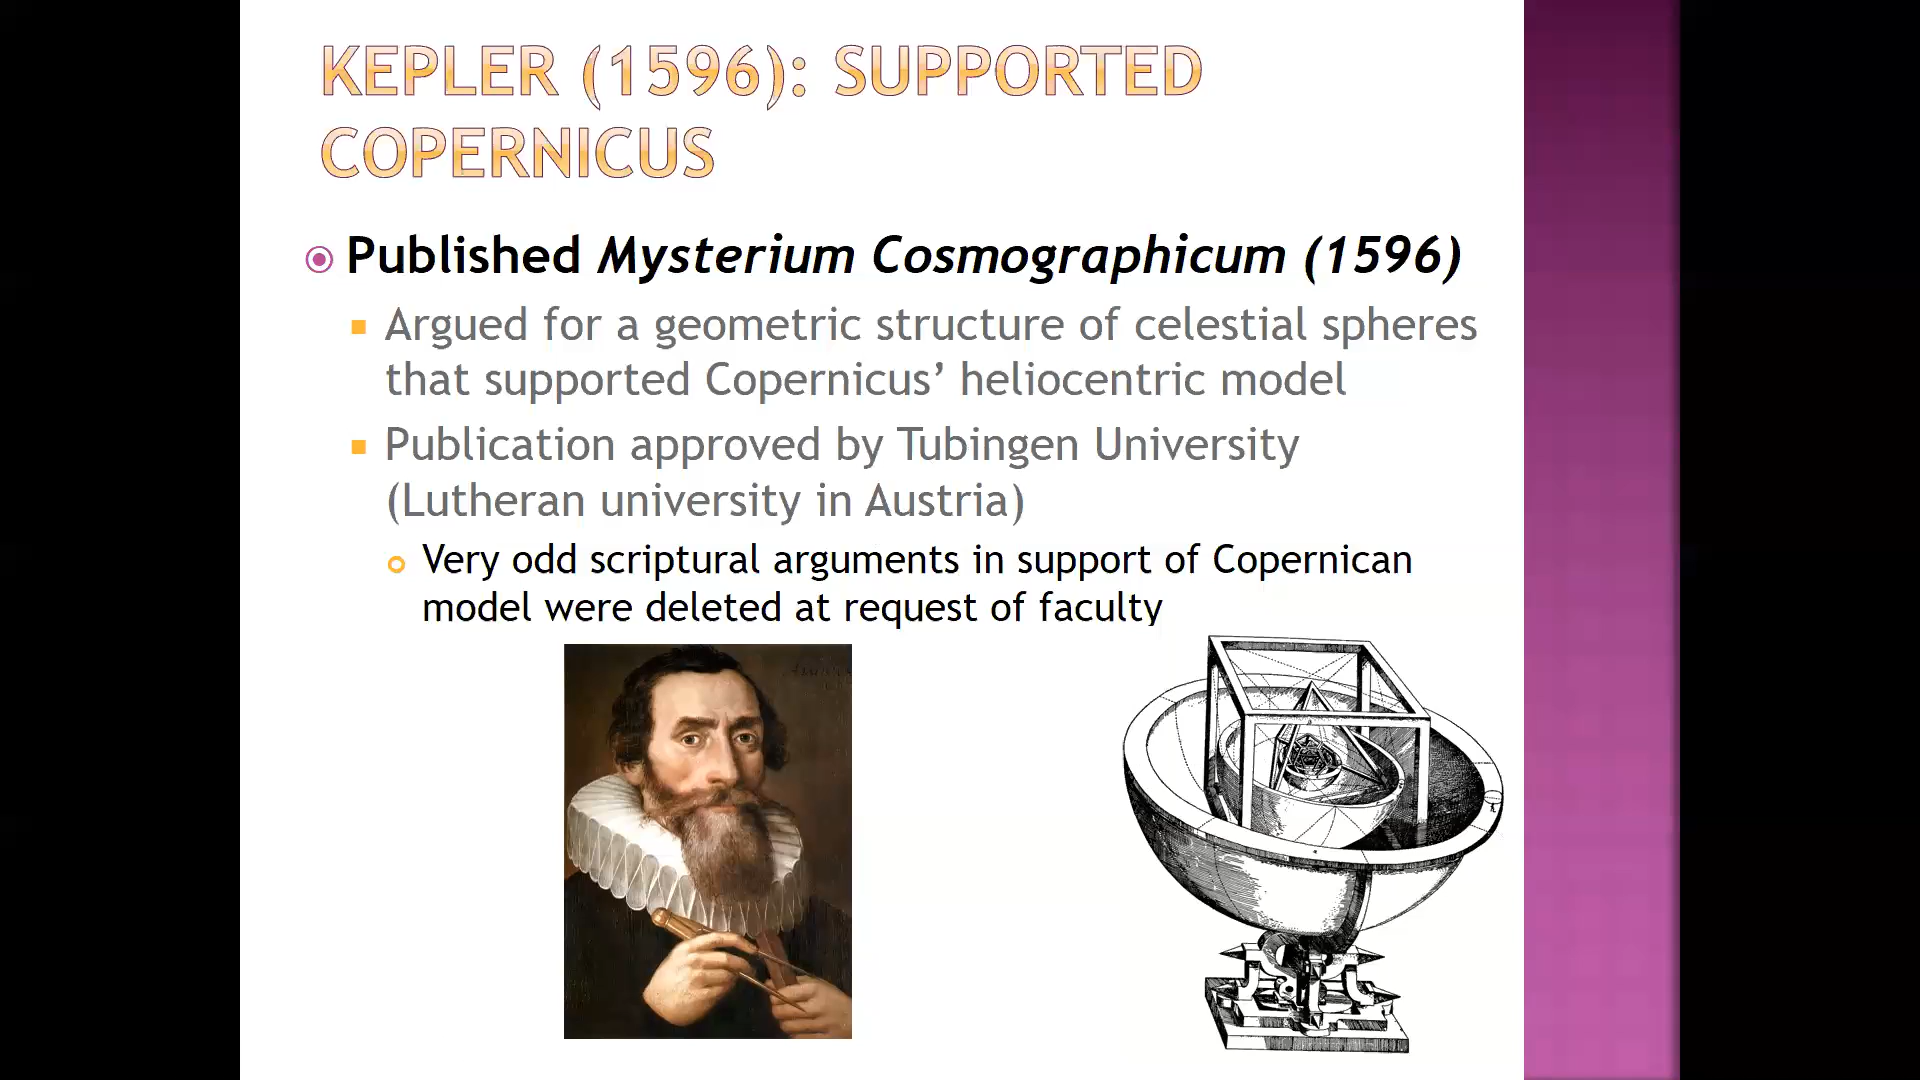 KEPLER (1596): SUPPORTED
COPERNICUS
Published Mysterium Cosmographicum (1596)
Argued for a geometric structure of celestial spheres
that supported Copernicus’ heliocentric model
Publication approved by Tubingen University
(Lutheran university in Austria)
Very odd scriptural arguments in support of Copernican
model were deleted at request of faculty